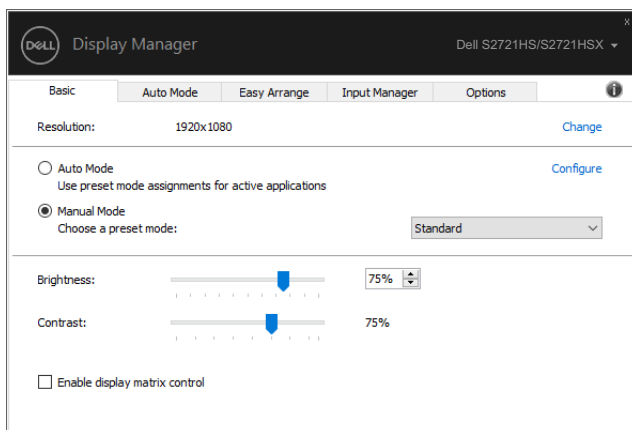 x
DELL Display Manager Dell S2721HS/S2721HSX
Basic Auto Mode Easy Arrange Input Manager Options
Resolution: 1920x1080 Change
Auto Mode Configure
Use preset mode assignments for active applications
Manual Mode
Choose a preset mode: Standard
Brightness: 75%
Contrast: 75%
Enable display matrix control